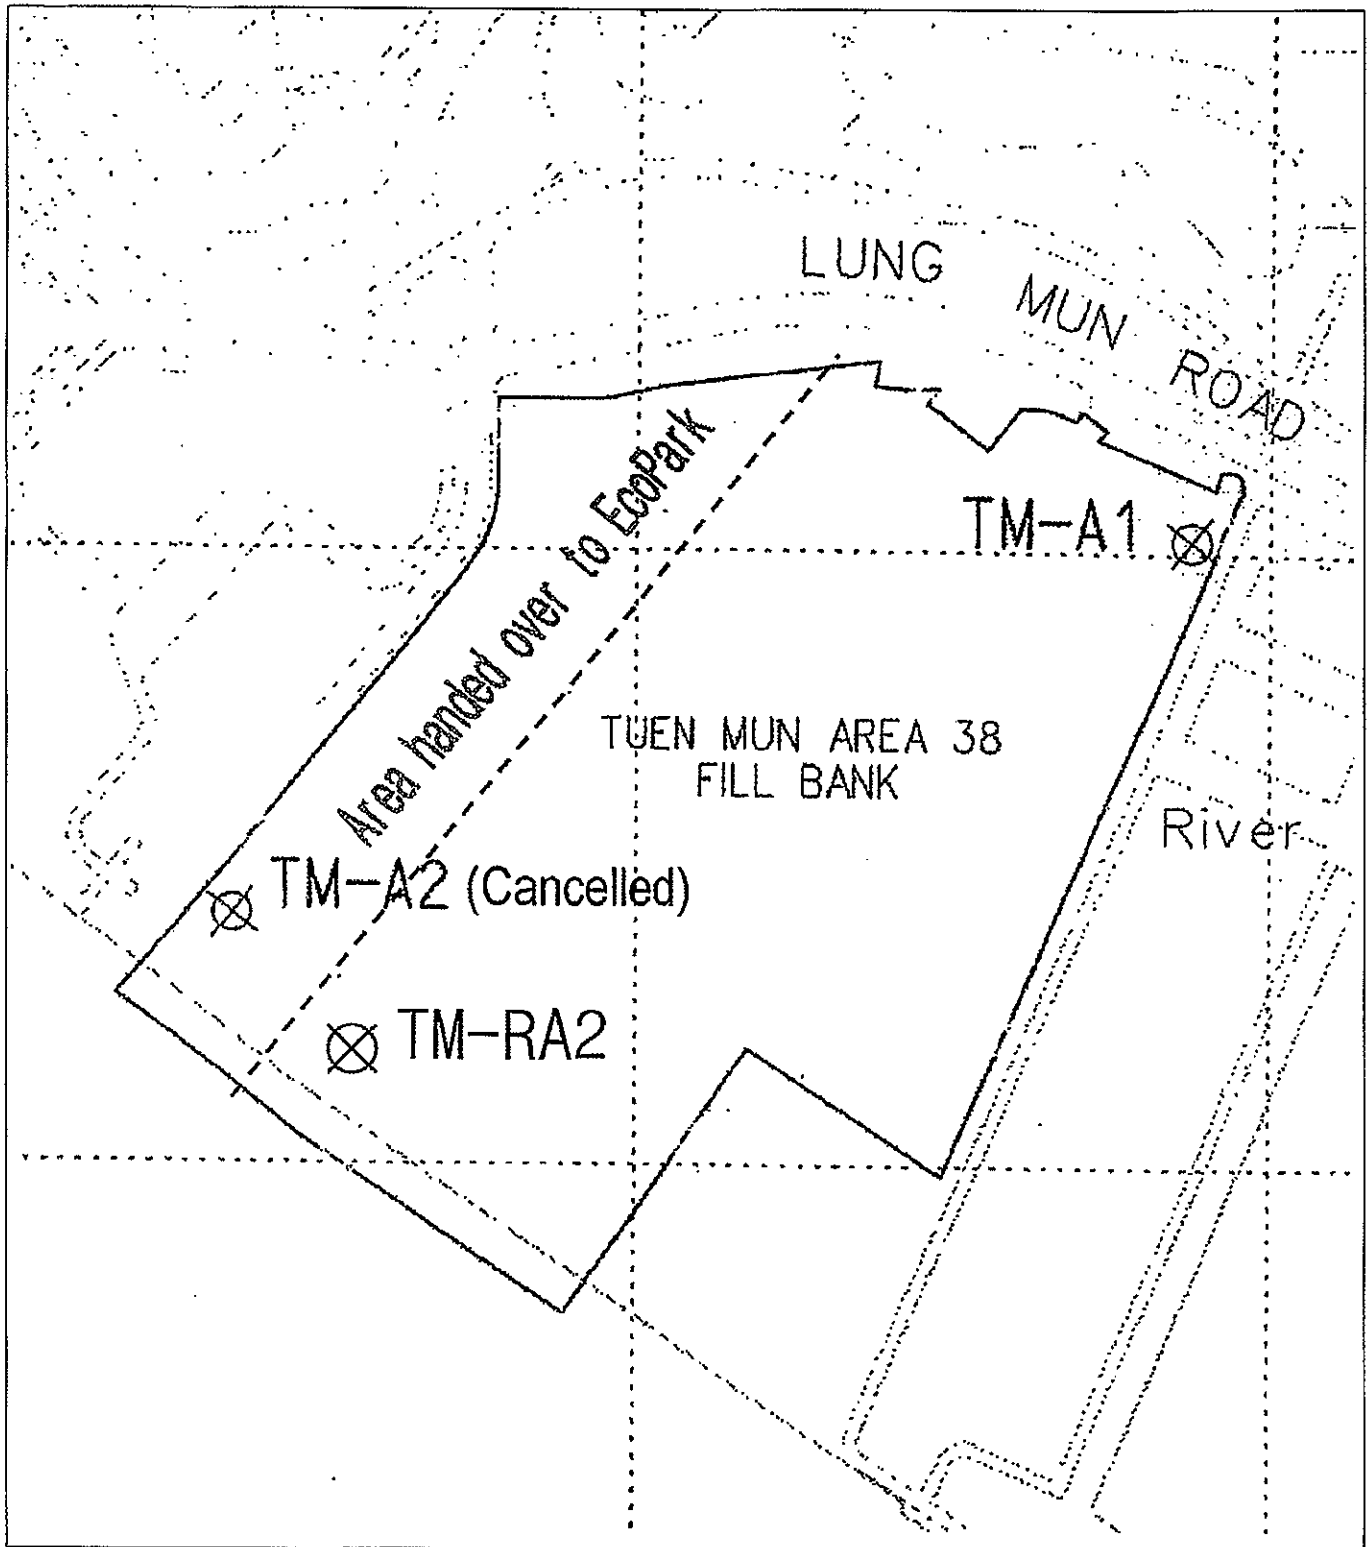 LUNG MUN ROAD
Area handed over to EcoPark
TM-A1
TUEN MUN AREA 38
FILL BANK
River
TM-A2 (Cancelled)
TM-RA2